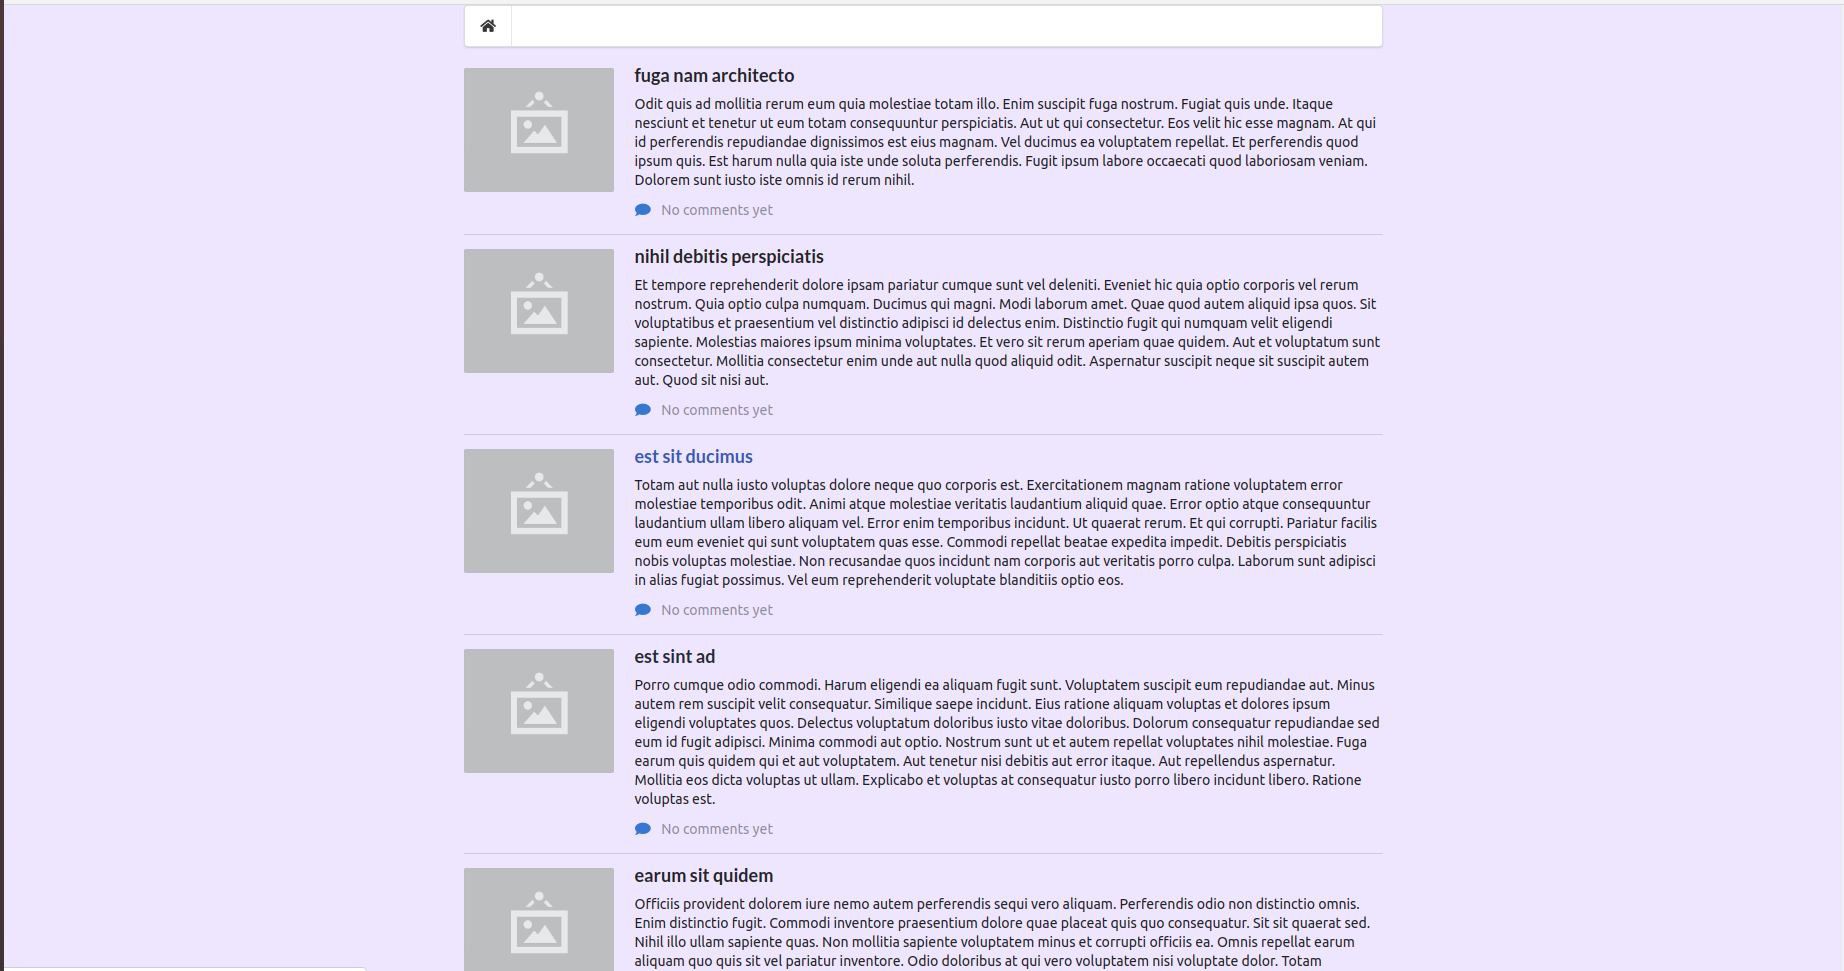 fuga nam architecto
Odit quis ad mollitia rerum eum quia molestiae totam illo. Enim suscipit fuga nostrum. Fugiat quis unde. Itaque
nesciunt et tenetur ut eum totam consequuntur perspiciatis. Aut ut qui consectetur. Eos velit hic esse magnam. At qui
id perferendis repudiandae dignissimos est eius magnam. Vel ducimus ea voluptatem repellat. Et perferendis quod
ipsum quis. Est harum nulla quia iste unde soluta perferendis. Fugit ipsum labore occaecati quod laboriosam veniam.
Dolorem sunt iusto iste omnis id rerum nihil.
No comments yet
nihil debitis perspiciatis
Et tempore reprehenderit dolore ipsam pariatur cumque sunt vel deleniti. Eveniet hic quia optio corporis vel rerum
nostrum. Quia optio culpa numquam. Ducimus qui magni. Modi laborum amet. Quae quod autem aliquid ipsa quos. Sit
voluptatibus et praesentium vel distinctio adipisci id delectus enim. Distinctio fugit qui numquam velit eligendi
sapiente. Molestias maiores ipsum minima voluptates. Et vero sit rerum aperiam quae quidem. Aut et voluptatum sunt
consectetur. Mollitia consectetur enim unde aut nulla quod aliquid odit. Aspernatur suscipit neque sit suscipit autem
aut. Quod sit nisi aut.
No comments yet
est sit ducimus
Totam aut nulla iusto voluptas dolore neque quo corporis est. Exercitationem magnam ratione voluptatem error
molestiae temporibus odit. Animi atque molestiae veritatis laudantium aliquid quae. Error optio atque consequuntur
laudantium ullam libero aliquam vel. Error enim temporibus incidunt. Ut quaerat rerum. Et qui corrupti. Pariatur facilis
eum eum eveniet qui sunt voluptatem quas esse. Commodi repellat beatae expedita impedit. Debitis perspiciatis
nobis voluptas molestiae. Non recusandae quos incidunt nam corporis aut veritatis porro culpa. Laborum sunt adipisci
in alias fugiat possimus. Vel eum reprehenderit voluptate blanditiis optio eos.
No comments yet
est sint ad
Porro cumque odio commodi. Harum eligendi ea aliquam fugit sunt. Voluptatem suscipit eum repudiandae aut. Minus
autem rem suscipit velit consequatur. Similique saepe incidunt. Eius ratione aliquam voluptas et dolores ipsum
eligendi voluptates quos. Delectus voluptatum doloribus iusto vitae doloribus. Dolorum consequatur repudiandae sed
eum id fugit adipisci. Minima commodi aut optio. Nostrum sunt ut et autem repellat voluptates nihil molestiae. Fuga
earum quis quidem qui et aut voluptatem. Aut tenetur nisi debitis aut error itaque. Aut repellendus aspernatur.
Mollitia eos dicta voluptas ut ullam. Explicabo et voluptas at consequatur iusto porro libero incidunt libero. Ratione
voluptas est.
No comments yet
earum sit quidem
Officiis provident dolorem iure nemo autem perferendis sequi vero aliquam. Perferendis odio non distinctio omnis.
Enim distinctio fugit. Commodi inventore praesentium dolore quae placeat quis quo consequatur. Sit sit quaerat sed.
Nihil illo ullam sapiente quas. Non mollitia sapiente voluptatem minus et corrupti officiis ea. Omnis repellat earum
aliquam quo quis sit vel pariatur inventore. Odio doloribus at qui vero voluptatem nisi voluptate dolor. Totam